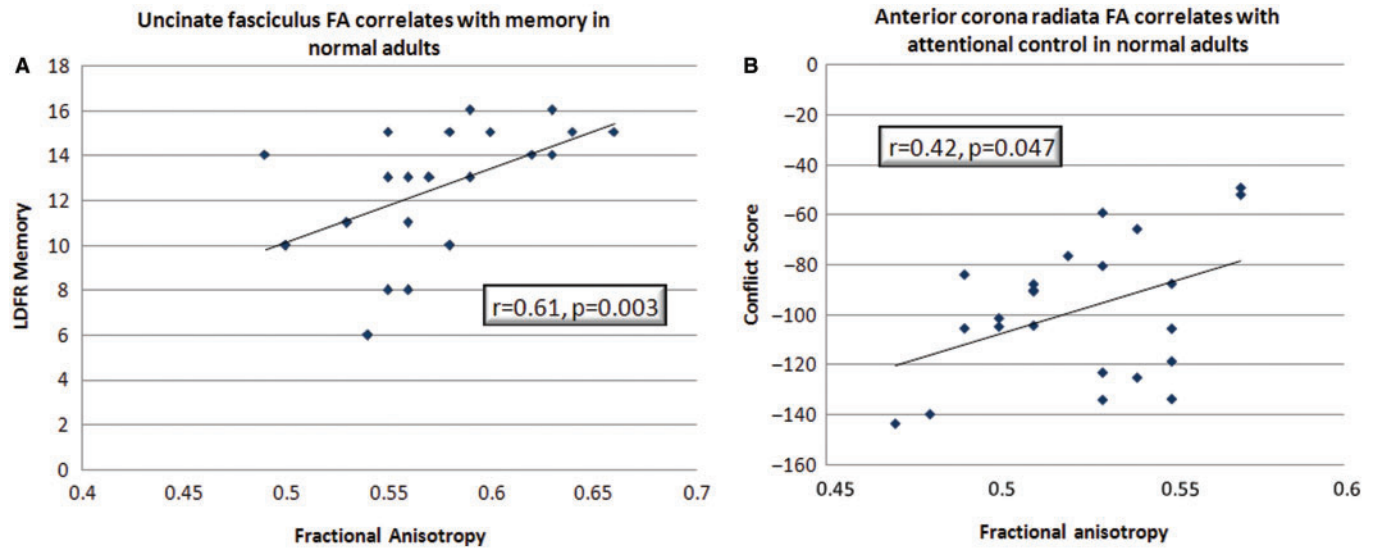 Uncinate fasciculus FA correlates with memory in
normal adults
A
18
16
14
12
10
8
6
4
2
0
LDFR Memory
r=0.61, p=0.003
0.4 0.45 0.5 0.55 0.6 0.65 0.7
Fractional Anisotropy
Anterior corona radiata FA correlates with
attentional control in normal adults
B
0
−20
−40
−60
−80
−100
−120
−140
−160
Conflict Score
r=0.42, p=0.047
0.45 0.5 0.55 0.6
Fractional anisotropy